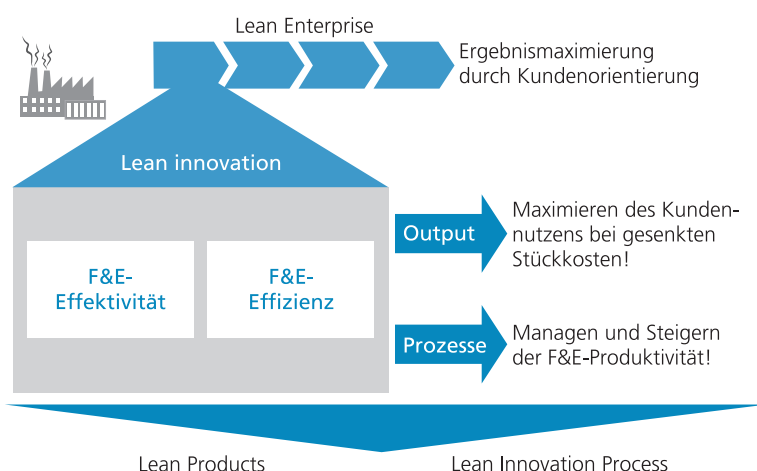 Lean Enterprise
Ergebnismaximierung
durch Kundenorientierung
Lean innovation
F&E-
Effektivität
F&E-
Effizienz
Output
Maximieren des Kunden-
nutzens bei gesenkten
Stückkosten!
Prozesse
Managen und Steigern
der F&E-Produktivität!
Lean Products
Lean Innovation Process